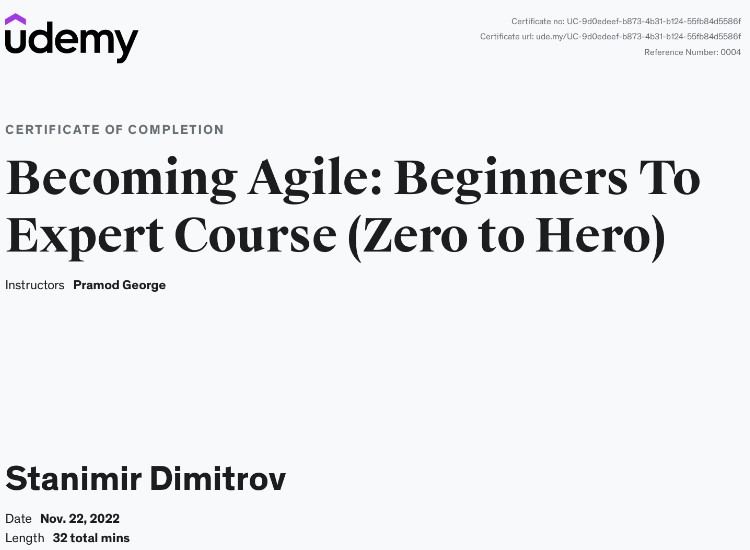 udemy
Certificate no: UC-9d0edeef-b873-4b31-b124-55fb84d5586f
Certificate url: ude.my/UC-9d0edeef-b873-4b31-b124-55fb84d5586f
Reference Number: 0004
CERTIFICATE OF COMPLETION
Becoming Agile: Beginners To
Expert Course (Zero to Hero)
Instructors Pramod George
Stanimir Dimitrov
Date Nov. 22, 2022
Length 32 total mins